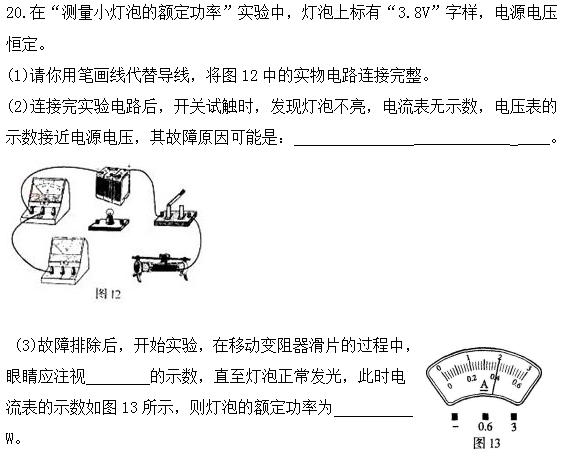 20.在“测量小灯泡的额定功率”实验中，灯泡上标有“3.8V”字样，电源电压
恒定。
(1)请你用笔画线代替导线，将图12中的实物电路连接完整。
(2)连接完实验电路后，开关试触时，发现灯泡不亮，电流表无示数，电压表的
示数接近电源电压，其故障原因可能是：____________________。
图12
(3)故障排除后，开始实验，在移动变阻器滑片的过程中，
眼睛应注视______的示数，直至灯泡正常发光，此时电
流表的示数如图13所示，则灯泡的额定功率为________
W。
0 1 2 3
0 0.2 0.4 0.6
A
- 0.6 3
图13